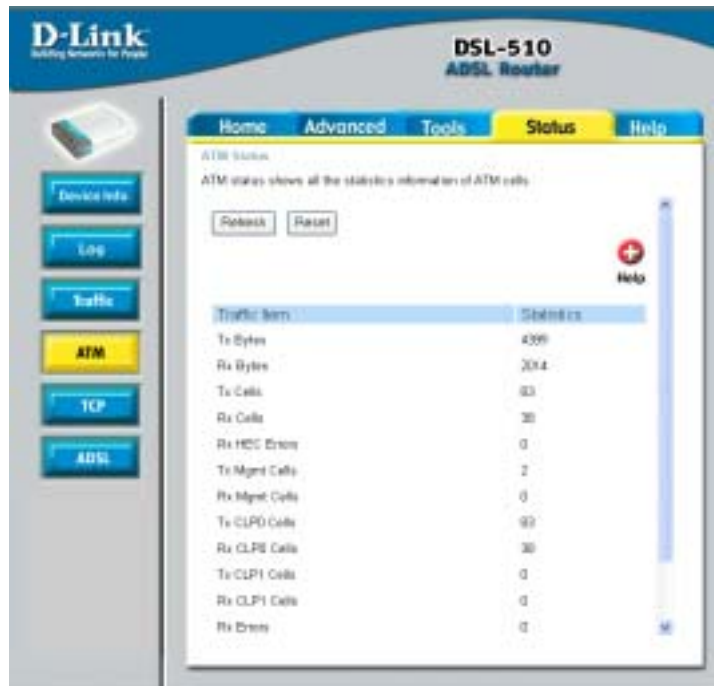 D-Link
Building Networks for People
DSL-510
ADSL Router
Home Advanced Tools Status Help
ATM Status
ATM status shows all the statistics information of ATM cells
Device Info
Refresh Reset
Log
Help
Traffic
Traffic Item Statistics
Tx Bytes 4399
ATM
Rx Bytes 2014
Tx Cells 83
TCP
Rx Cells 38
Rx HEC Errors 0
ADSL
Tx Mgmt Cells 2
Rx Mgmt Cells 0
Tx CLP0 Cells 83
Rx CLP0 Cells 38
Tx CLP1 Cells 0
Rx CLP1 Cells 0
Rx Errors 0